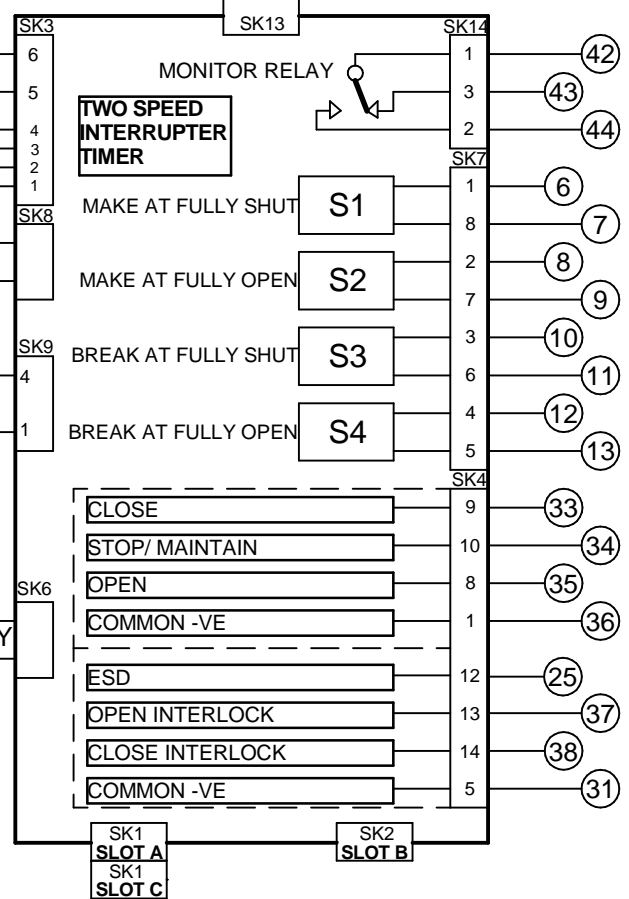 SK3
SK13
SK14
6
MONITOR RELAY
1
42
5
3
43
TWO SPEED
INTERRUPTER
TIMER
4
3
2
1
2
44
SK7
MAKE AT FULLY SHUT
S1
1
6
8
7
SK8
MAKE AT FULLY OPEN
S2
2
8
7
9
SK9
4
1
BREAK AT FULLY SHUT
S3
3
10
6
11
BREAK AT FULLY OPEN
S4
4
12
5
13
SK4
CLOSE
9
33
STOP/ MAINTAIN
10
34
SK6
OPEN
8
35
COMMON -VE
1
36
Y
ESD
12
25
OPEN INTERLOCK
13
37
CLOSE INTERLOCK
14
38
COMMON -VE
5
31
SK1
SLOT A
SK1
SLOT C
SK2
SLOT B